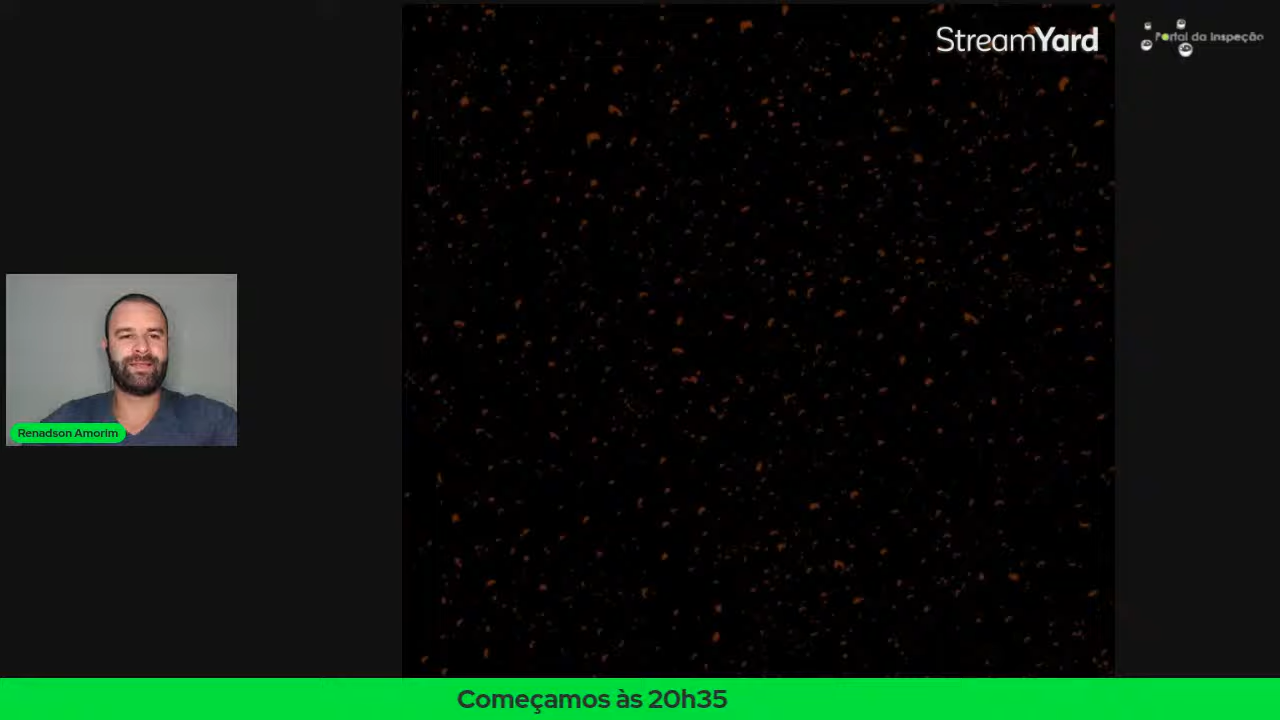 StreamYard
Portal da Inspeção
Renadson Amorim
Começamos às 20h35